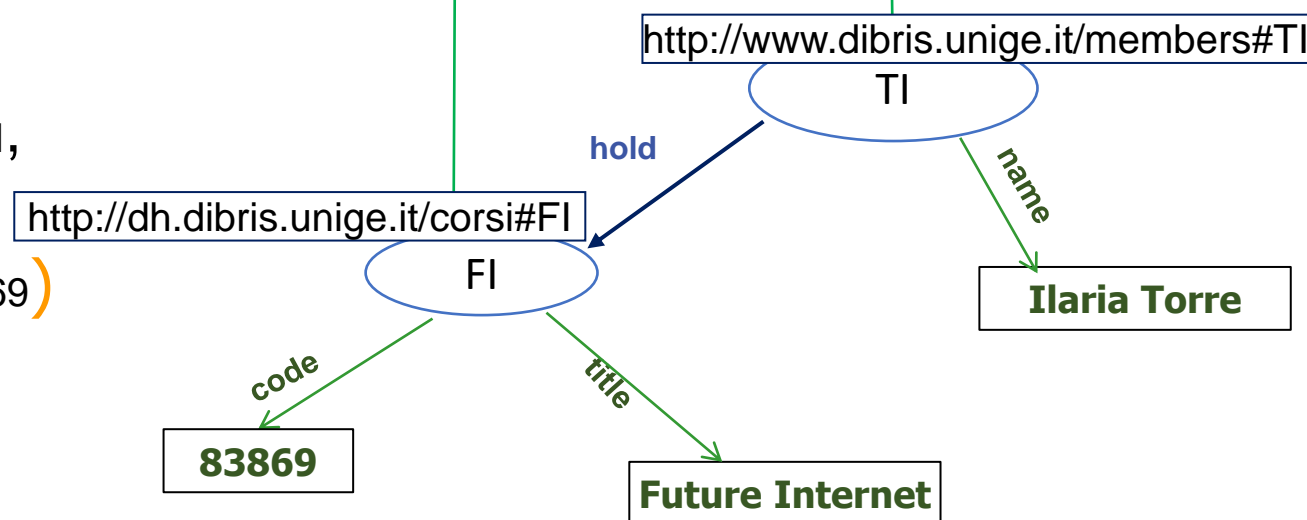 http://www.dibris.unige.it/members#TI
TI
hold
name
http://dh.dibris.unige.it/corsi#FI
FI
69)
Ilaria Torre
code
title
83869
Future Internet